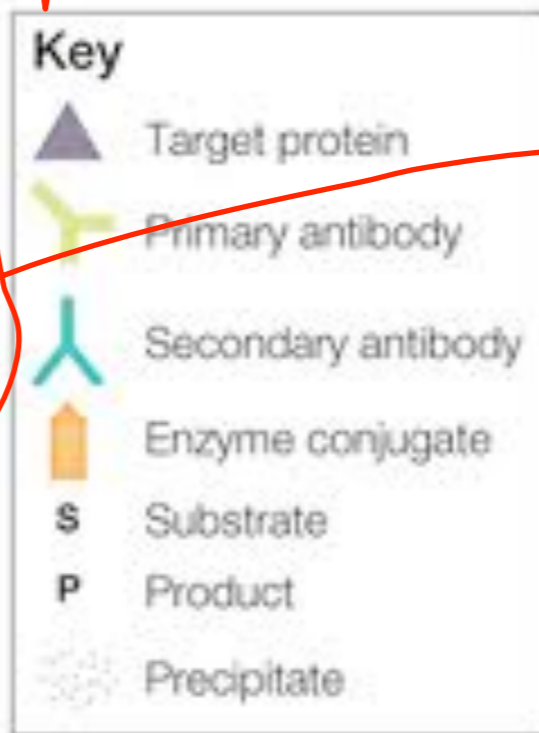 Key
Target protein
Primary antibody
Secondary antibody
Enzyme conjugate
S Substrate
P Product
Precipitate